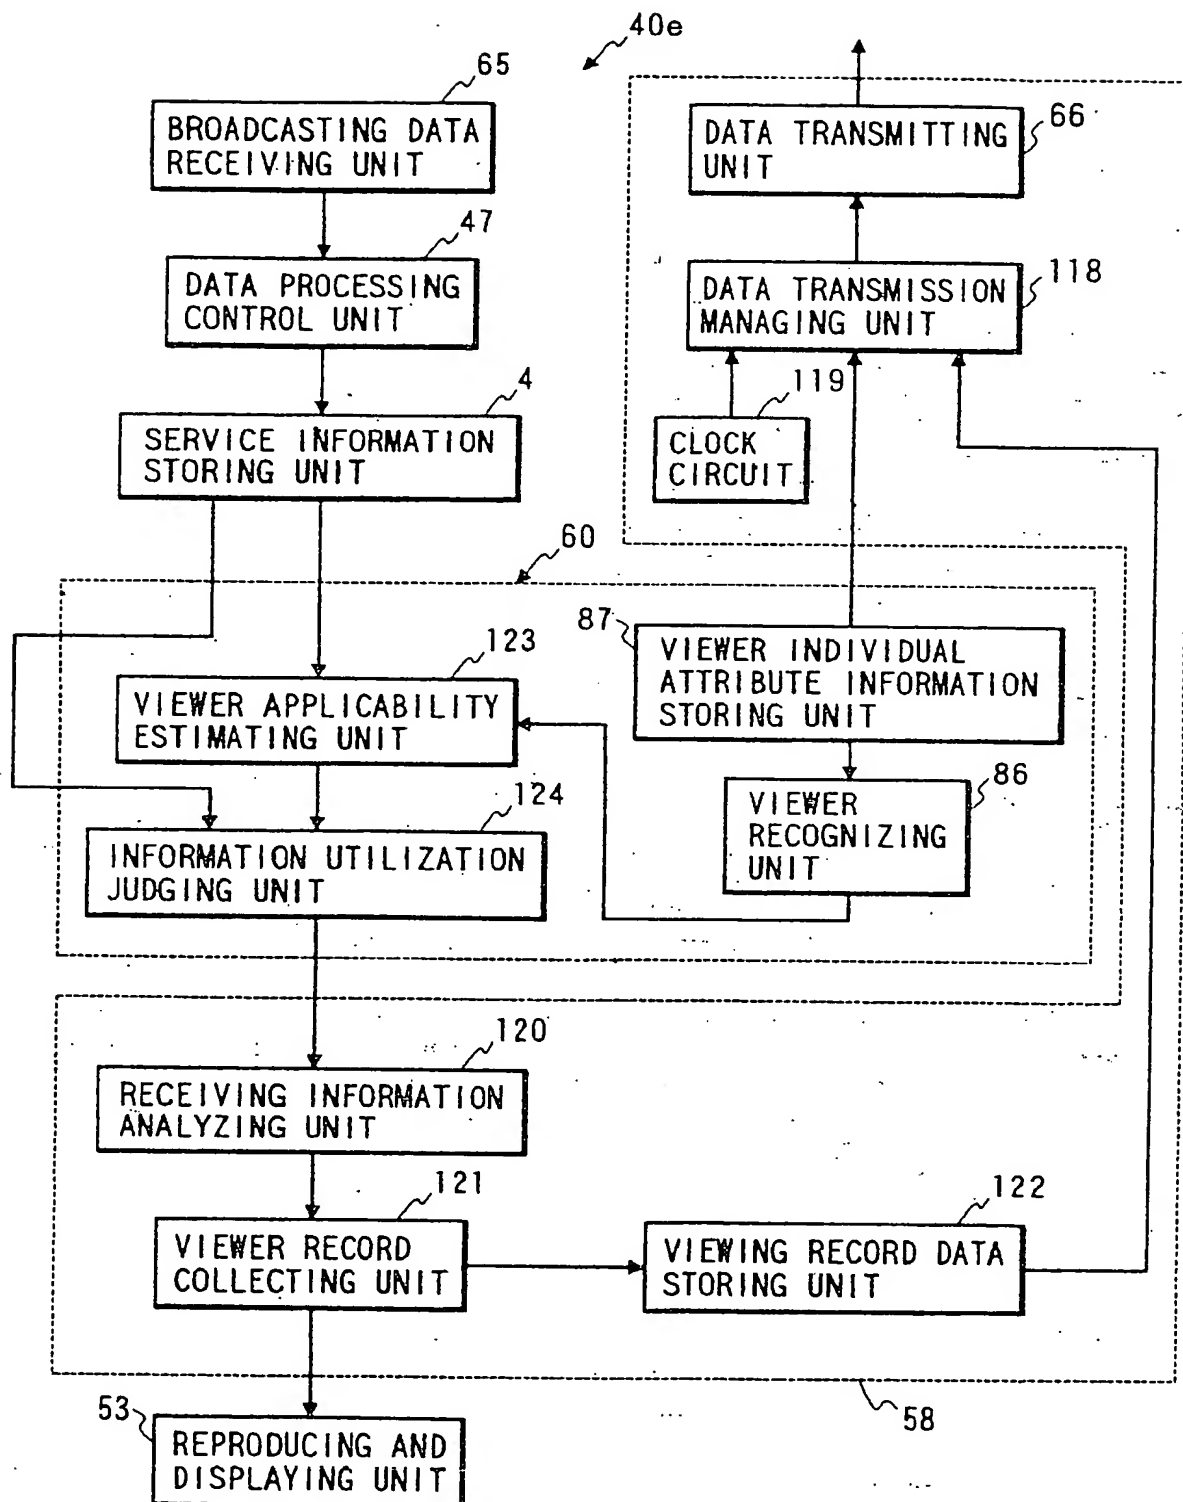 40e
65
BROADCASTING DATA
RECEIVING UNIT
47
DATA PROCESSING
CONTROL UNIT
4
SERVICE INFORMATION
STORING UNIT
DATA TRANSMITTING
UNIT
66
DATA TRANSMISSION
MANAGING UNIT
118
119
CLOCK
CIRCUIT
60
87
VIEWER INDIVIDUAL
ATTRIBUTE INFORMATION
STORING UNIT
123
VIEWER APPLICABILITY
ESTIMATING UNIT
86
VIEWER
RECOGNIZING
UNIT
124
INFORMATION UTILIZATION
JUDGING UNIT
120
RECEIVING INFORMATION
ANALYZING UNIT
121
VIEWER RECORD
COLLECTING UNIT
122
VIEWING RECORD DATA
STORING UNIT
58
53
REPRODUCING AND
DISPLAYING UNIT